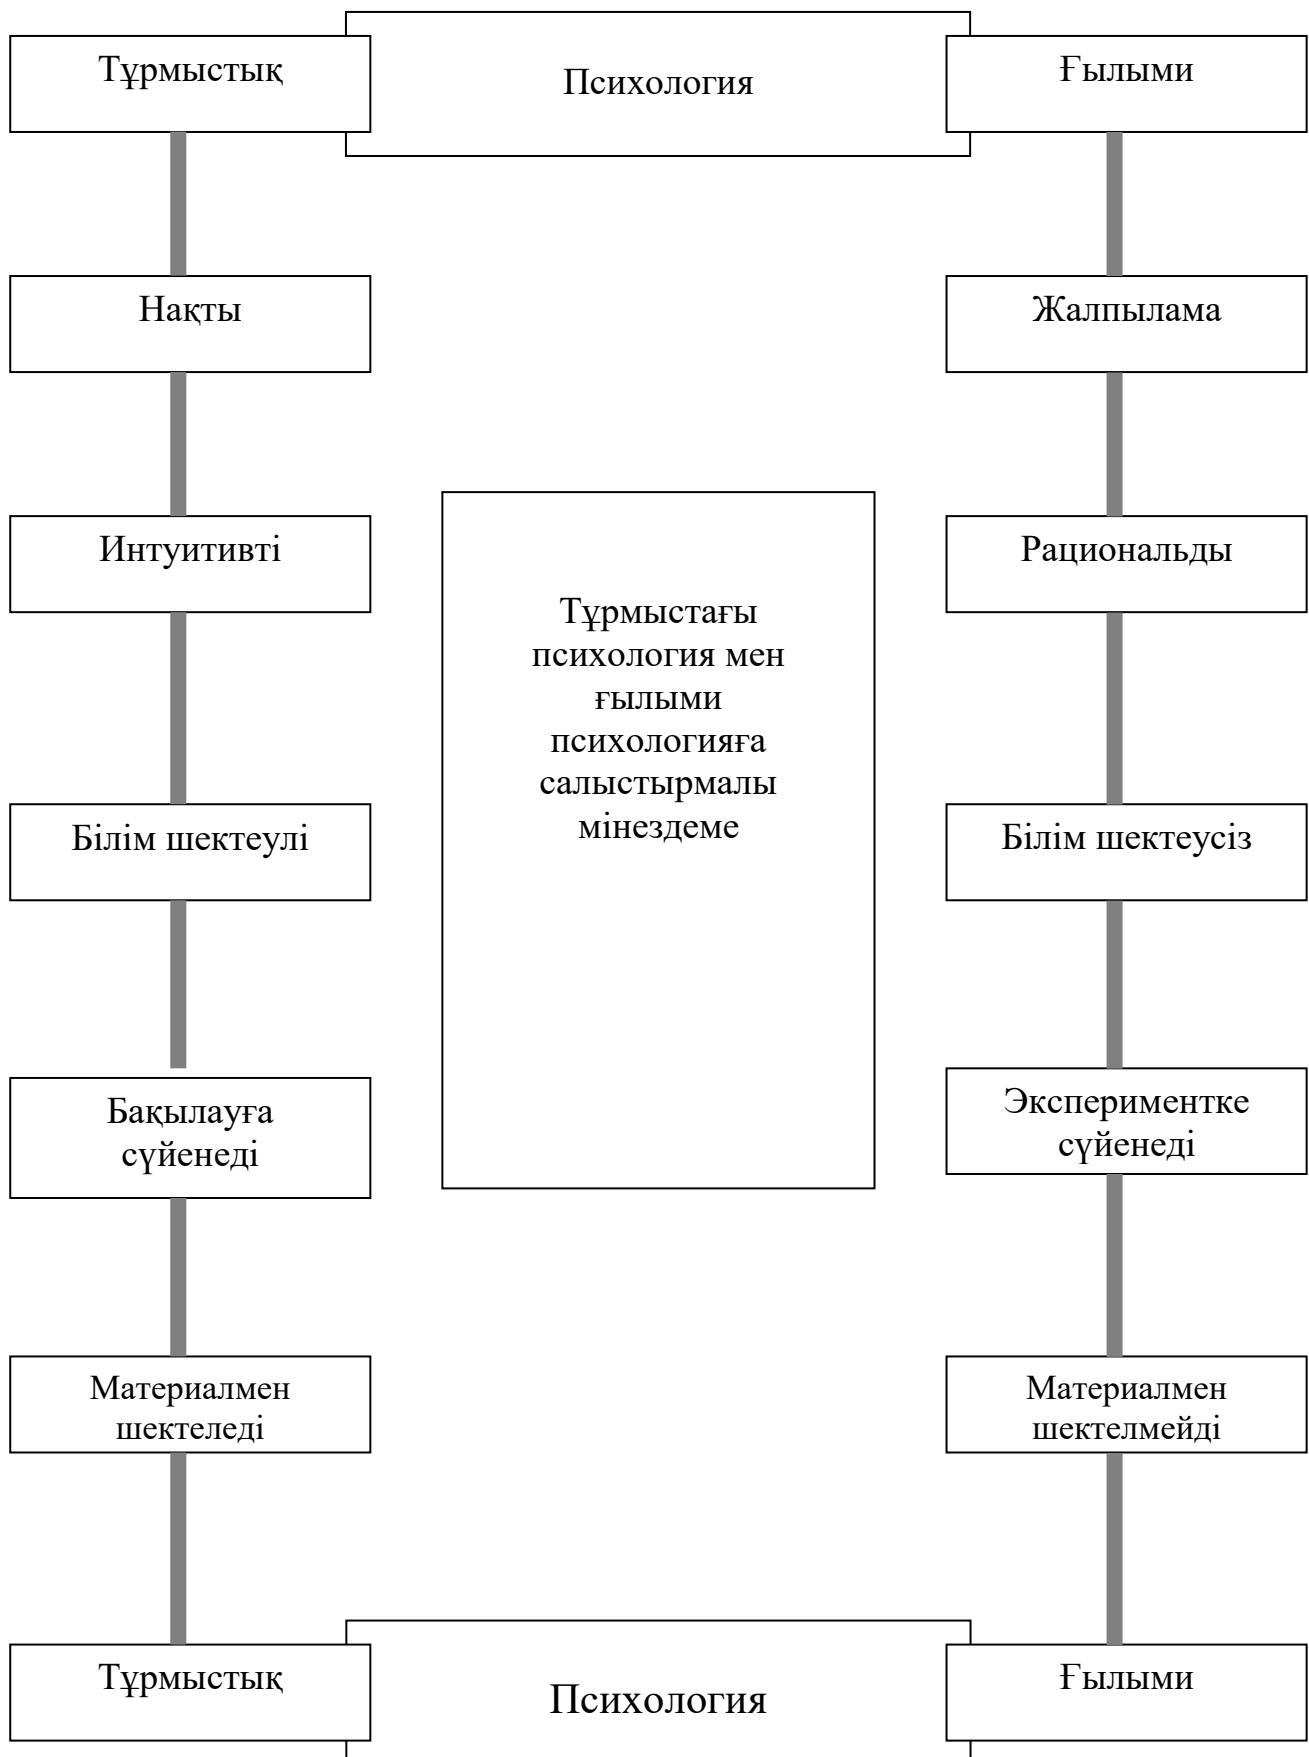 Тұрмыстық
Психология
Ғылыми
Нақты
Жалпылама
Интуитивті
Рациональды
Тұрмыстағы
психология мен
ғылыми
психологияға
салыстырмалы
мінездеме
Білім шектеулі
Білім шектеусіз
Бақылауға
сүйенеді
Экспериментке
сүйенеді
Материалмен
шектеледі
Материалмен
шектелмейді
Тұрмыстық
Психология
Ғылыми